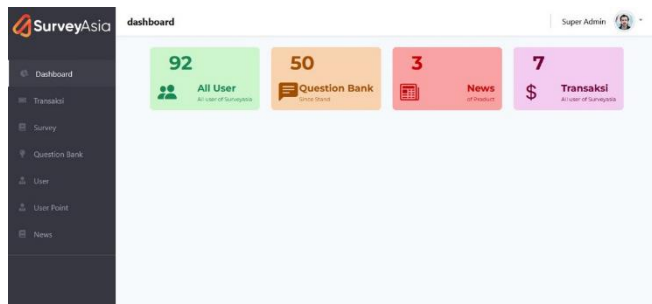 SurveyAsia
dashboard
Super Admin
Dashboard
Transaksi
Survey
Question Bank
User
User Point
News
92
All User
All user of Surveyasia
50
Question Bank
Since Stand
3
News
of Product
7
$ Transaksi
All user of Surveyasia